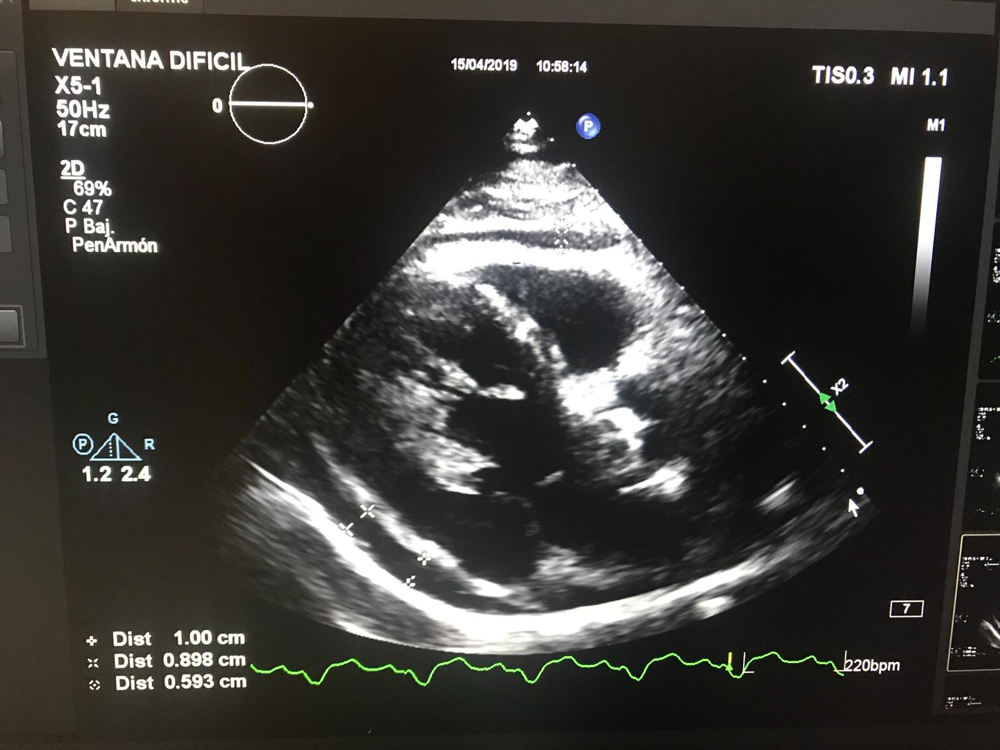 VENTANA DIFICIL
X5-1
50Hz
17cm
0
15/04/2019 10:58:14
TIS0.3 MI 1.1
M1
P
2D
69%
C 47
P Baj.
PenArmón
X2
G
P R
1.2 2.4
7
Dist 1.00 cm
Dist 0.898 cm
Dist 0.593 cm
220bpm